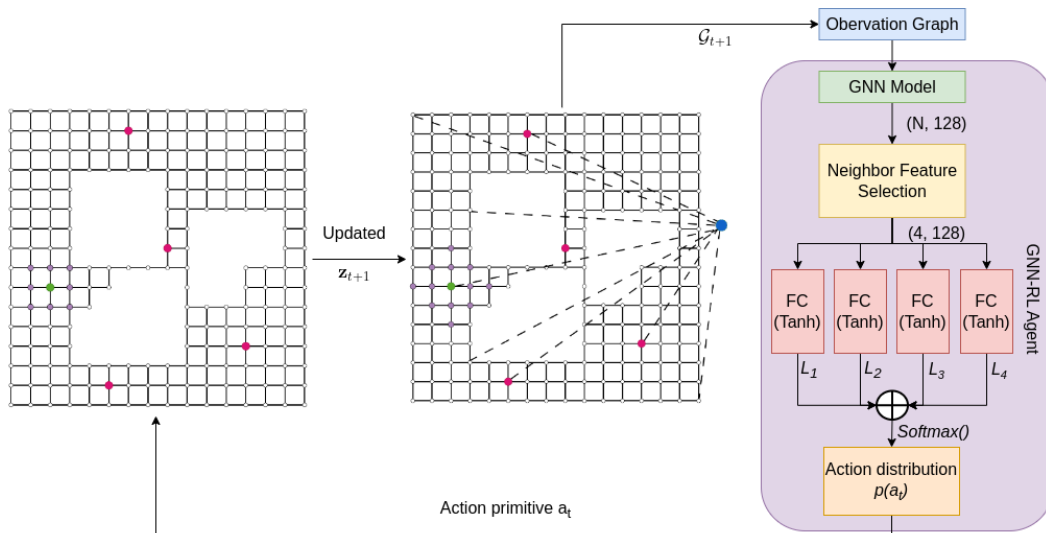 𝒢ₜ₊₁
Obervation Graph
GNN Model
(N, 128)
Neighbor Feature
Selection
(4, 128)
Updated
𝐳ₜ₊₁
FC
(Tanh)
FC
(Tanh)
FC
(Tanh)
FC
(Tanh)
GNN-RL Agent
L₁
L₂
L₃
L₄
Softmax()
Action distribution
p(aₜ)
Action primitive aₜ